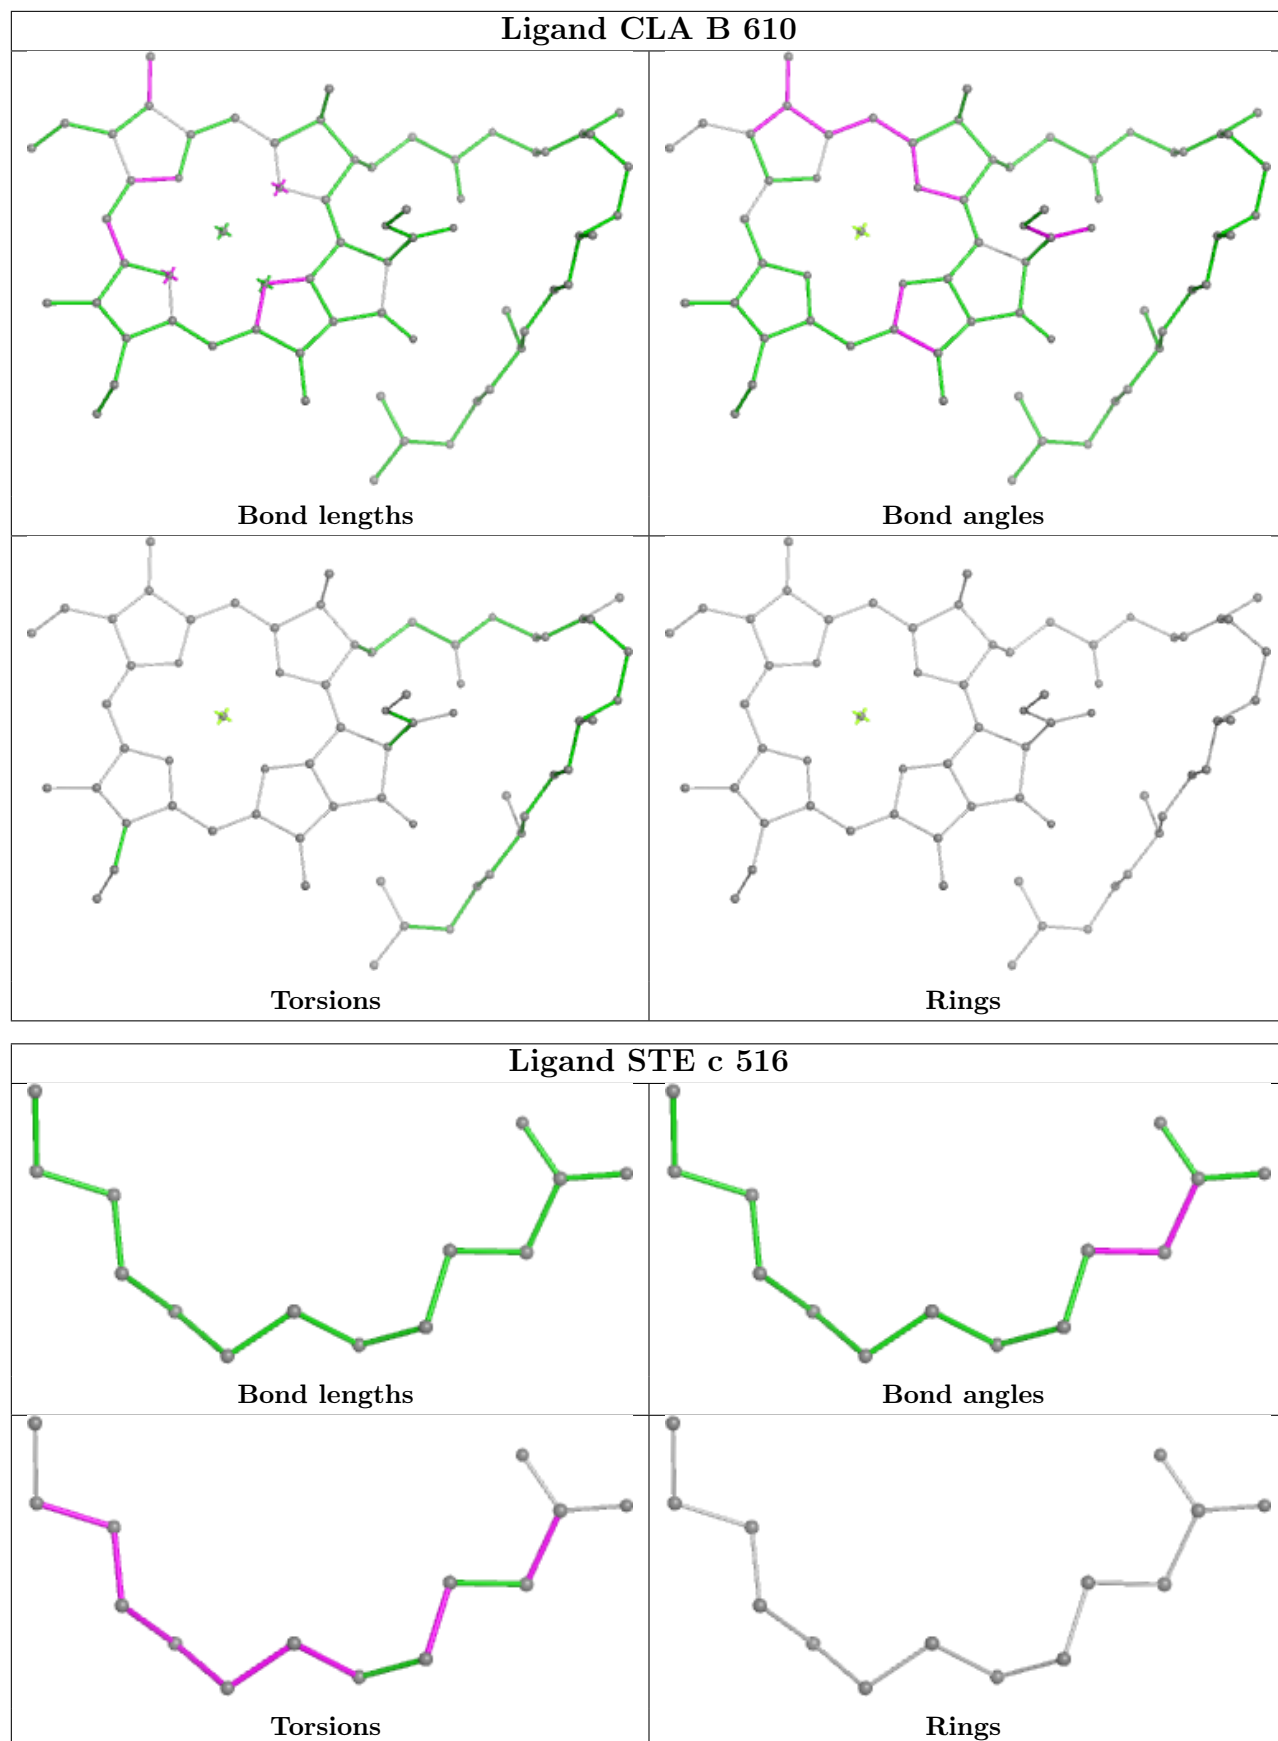 Ligand CLA B 610
Bond lengths
Bond angles
Torsions
Rings
Ligand STE c 516
Bond lengths
Bond angles
Torsions
Rings